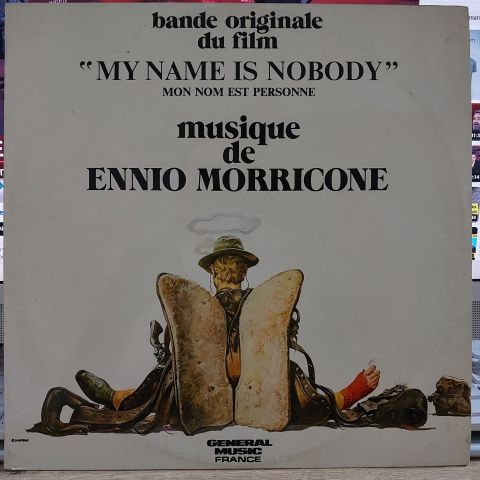 bande originale
du film
"MY NAME IS NOBODY"
MON NOM EST PERSONNE
musique
de
ENNIO MORRICONE
GENERAL
MUSIC
FRANCE